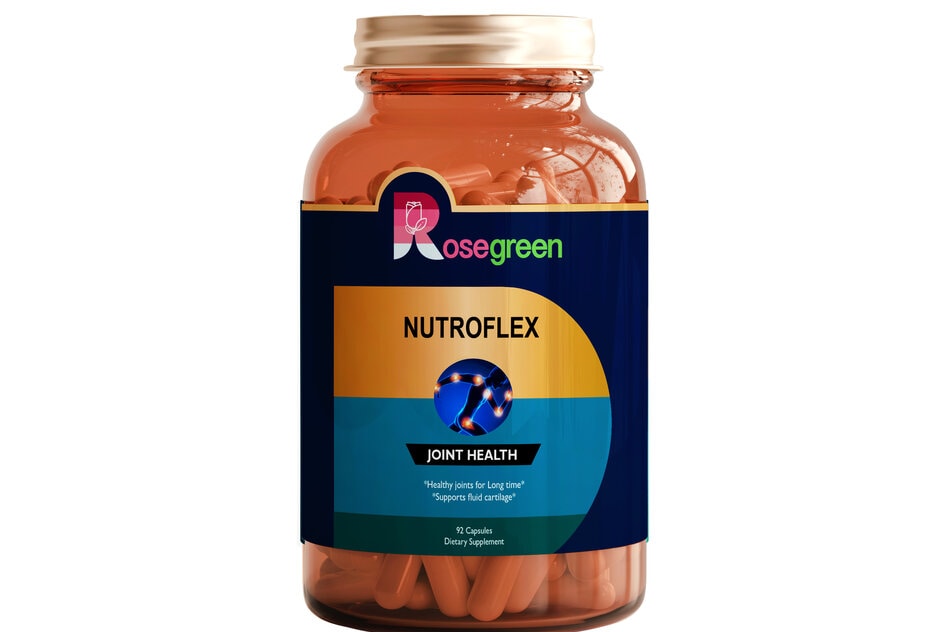 Rosegreen
NUTROFLEX
JOINT HEALTH
*Healthy joints for Long time*
*Supports fluid cartilage*
92 Capsules
Dietary Supplement